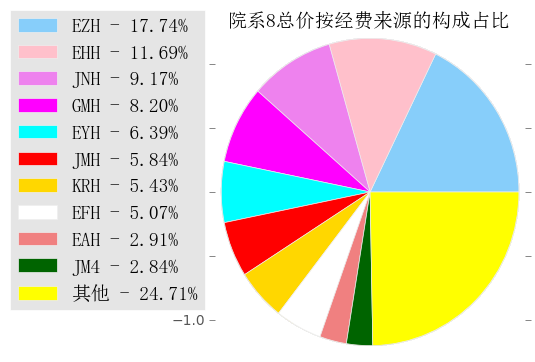 院系8总价按经费来源的构成占比
EZH - 17.74%
EHH - 11.69%
JNH - 9.17%
GMH - 8.20%
EYH - 6.39%
JMH - 5.84%
KRH - 5.43%
EFH - 5.07%
EAH - 2.91%
JM4 - 2.84%
其他 - 24.71%
−1.0